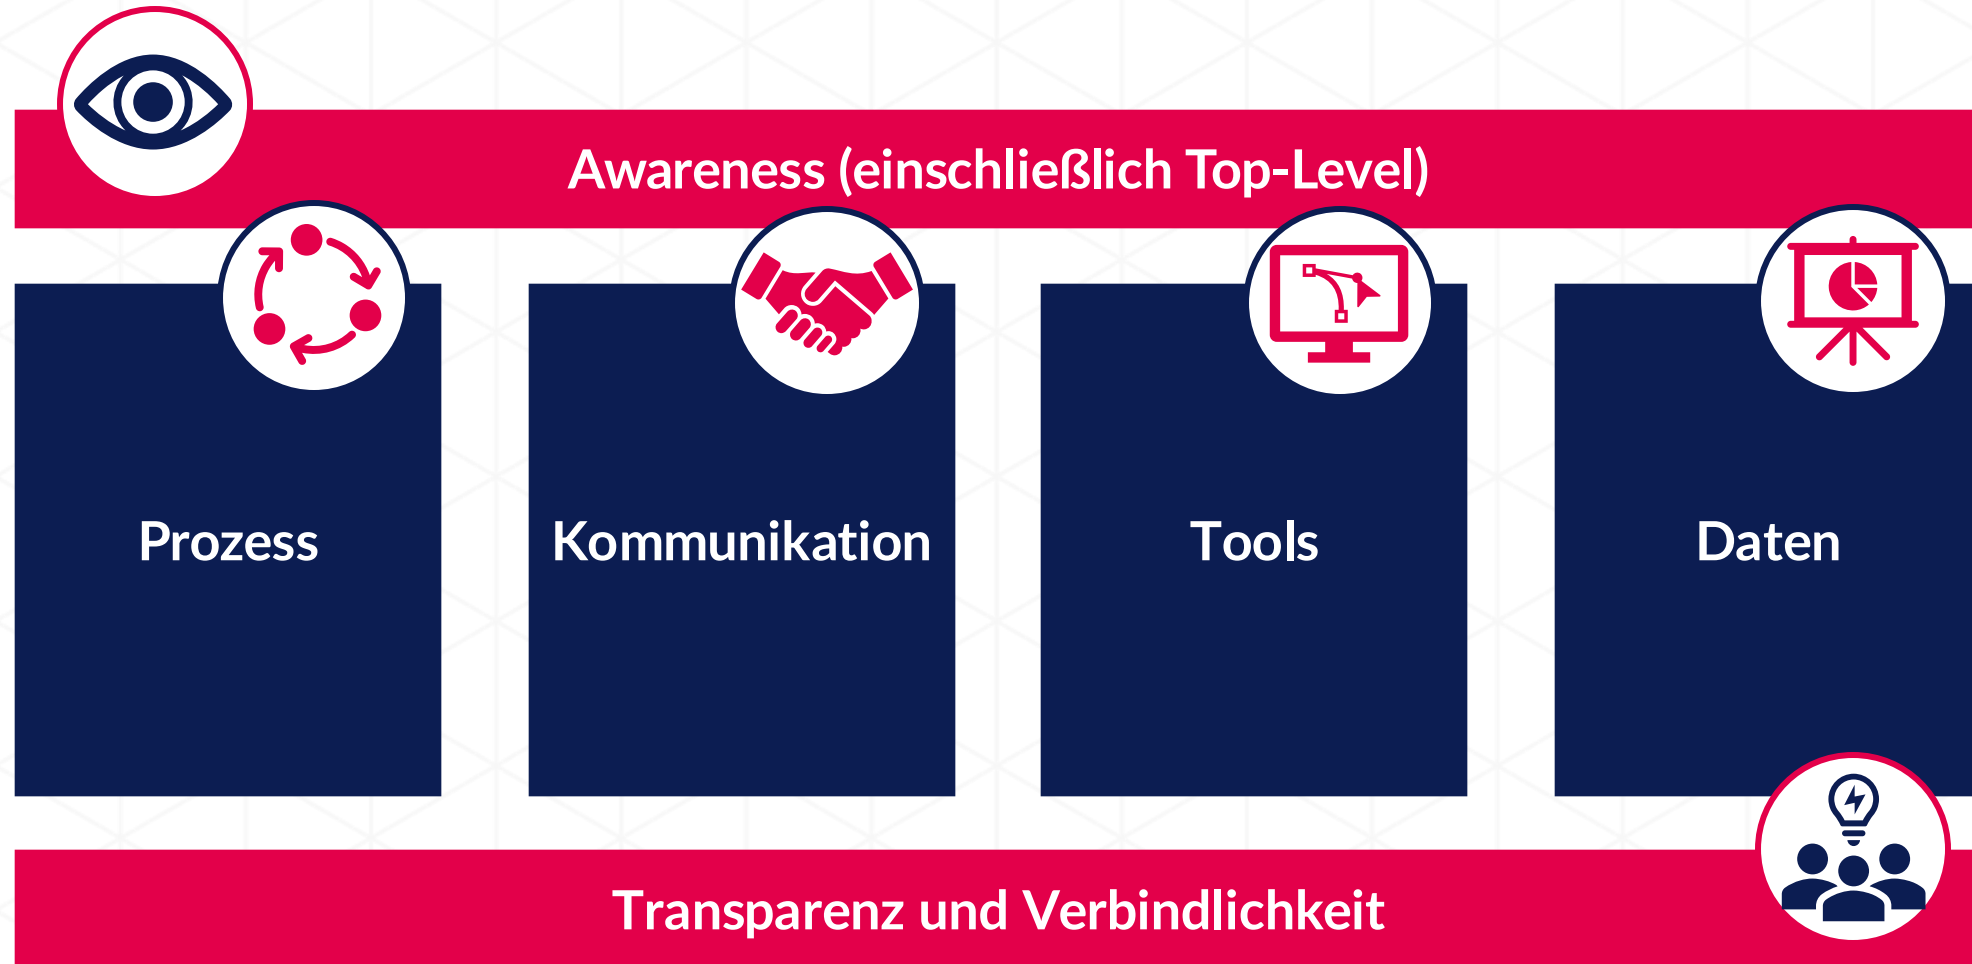 Awareness (einschließlich Top-Level)
Prozess
Kommunikation
Tools
Daten
Transparenz und Verbindlichkeit